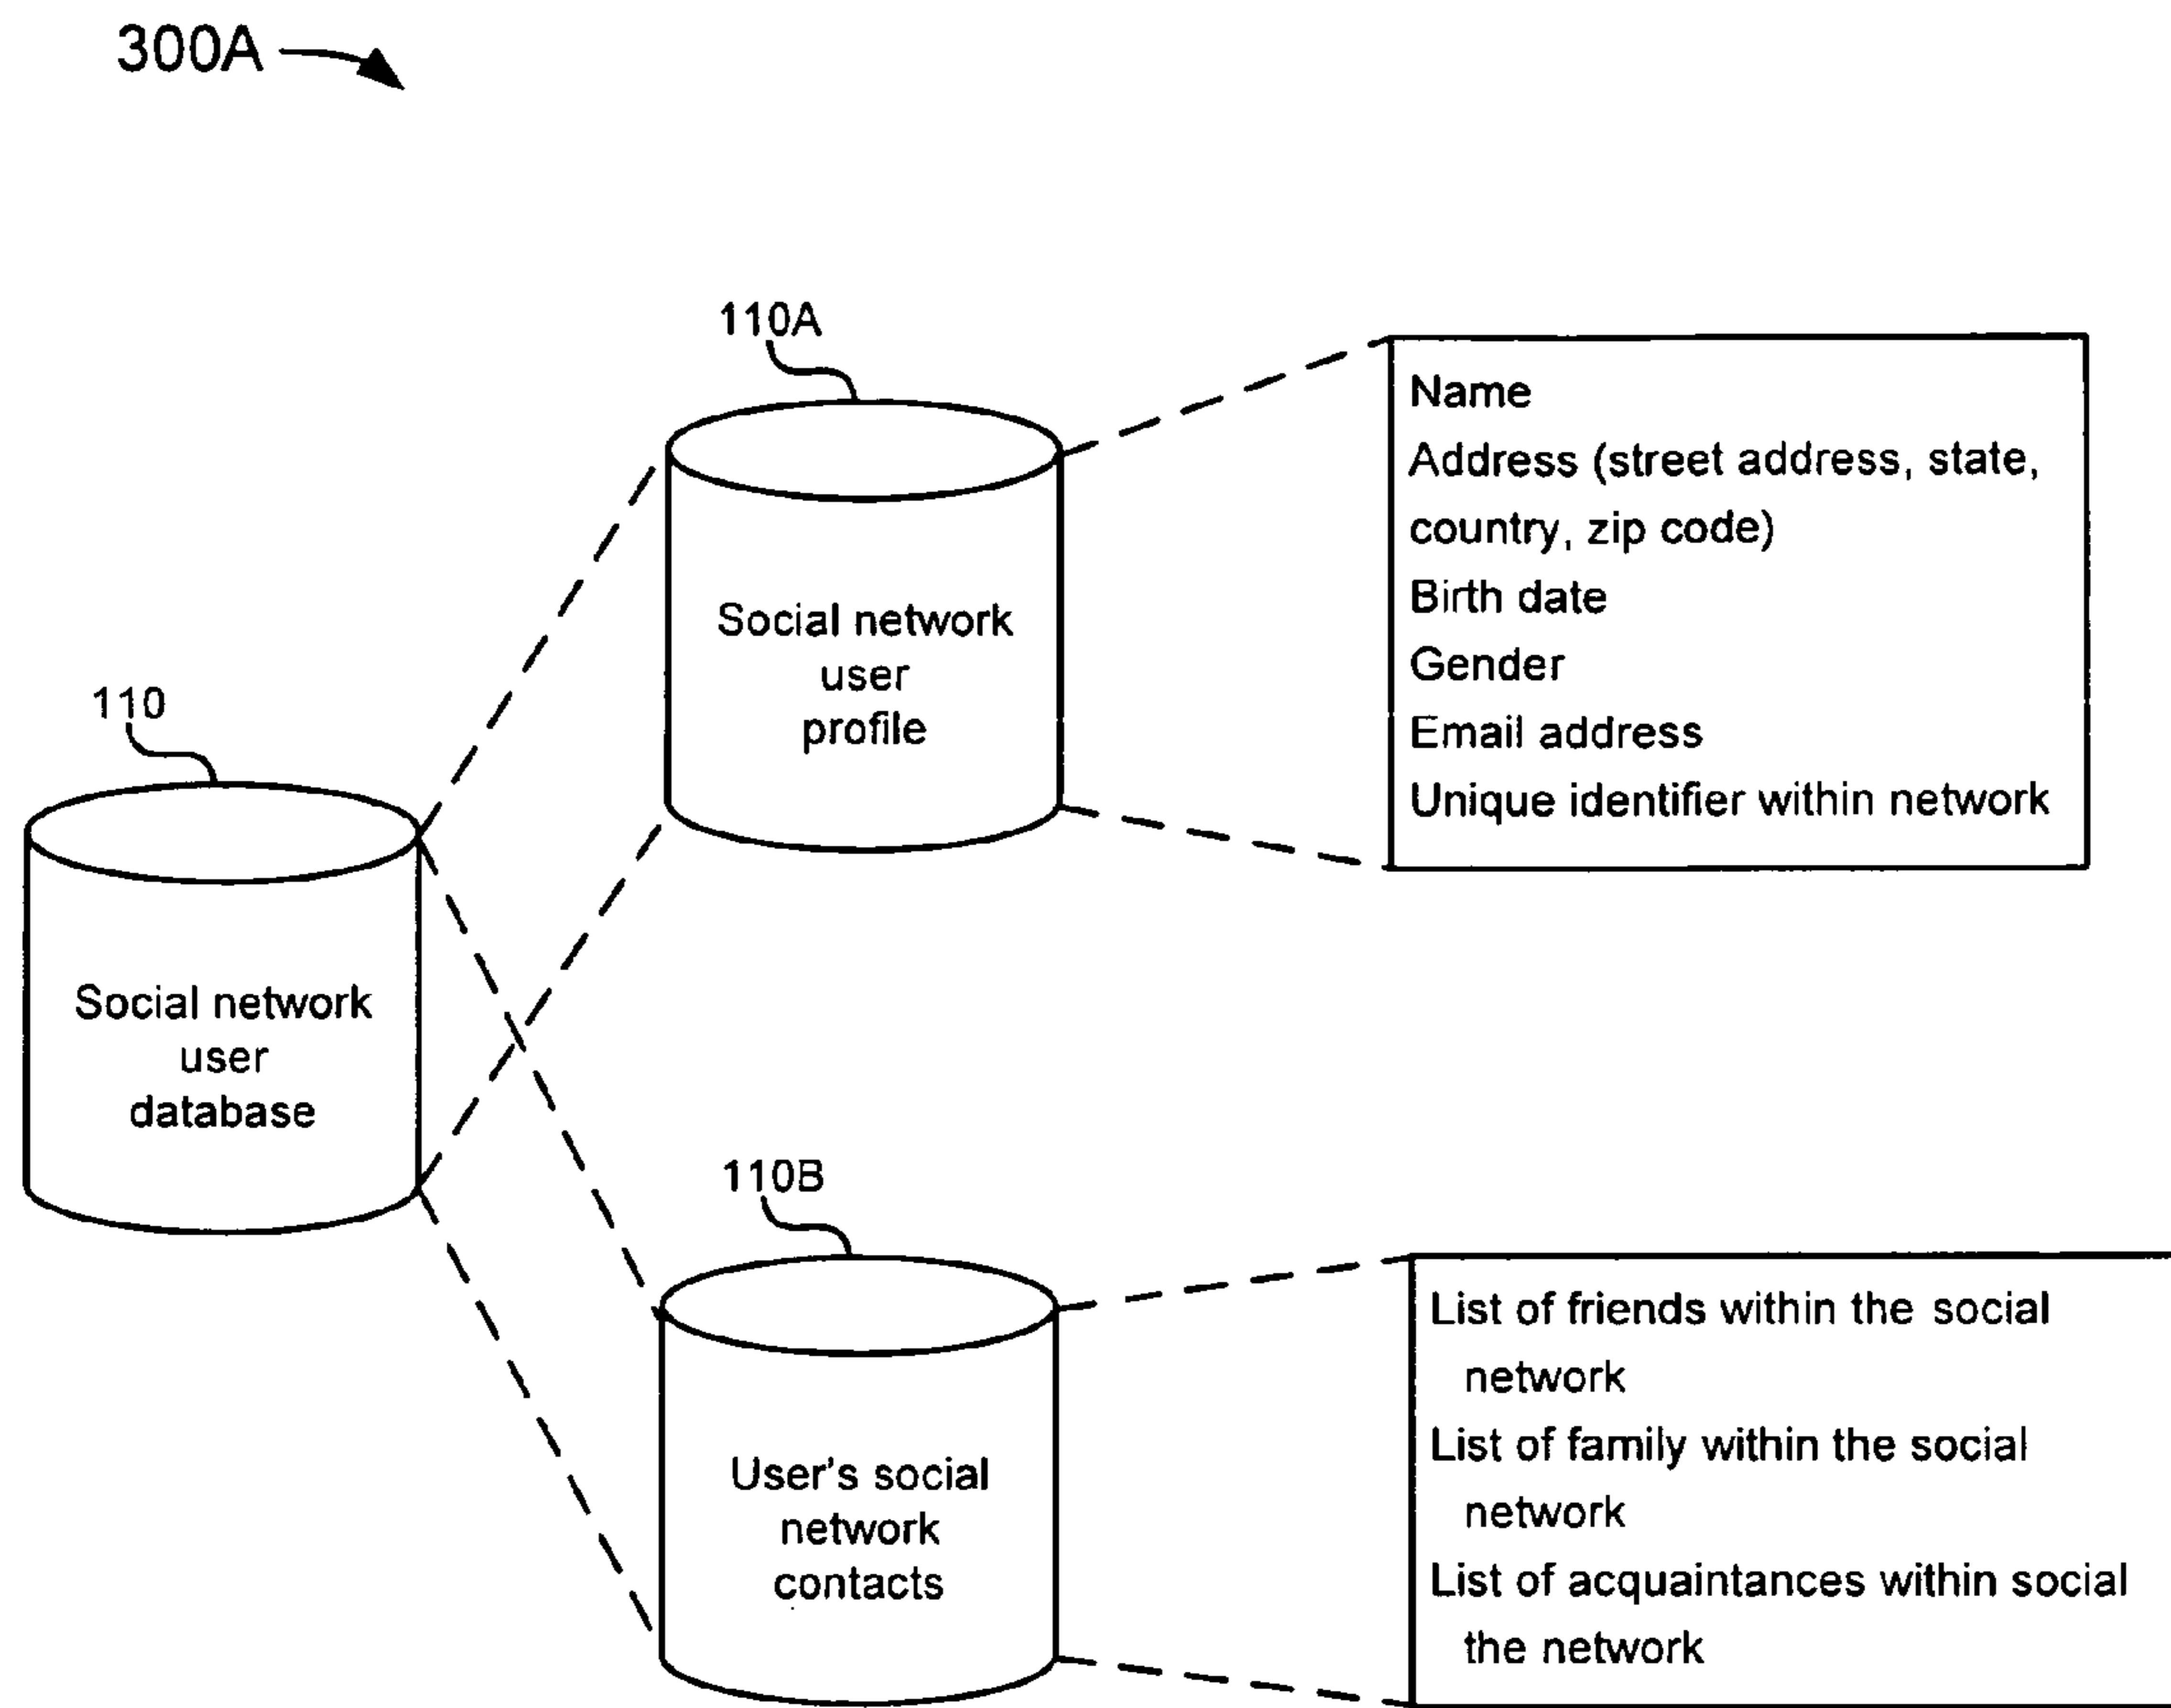 300A
110A
Social network
user
profile
Name
Address (street address, state,
country, zip code)
Birth date
Gender
Email address
Unique identifier within network
110
Social network
user
database
110B
User's social
network
contacts
List of friends within the social
network
List of family within the social
network
List of acquaintances within social
the network